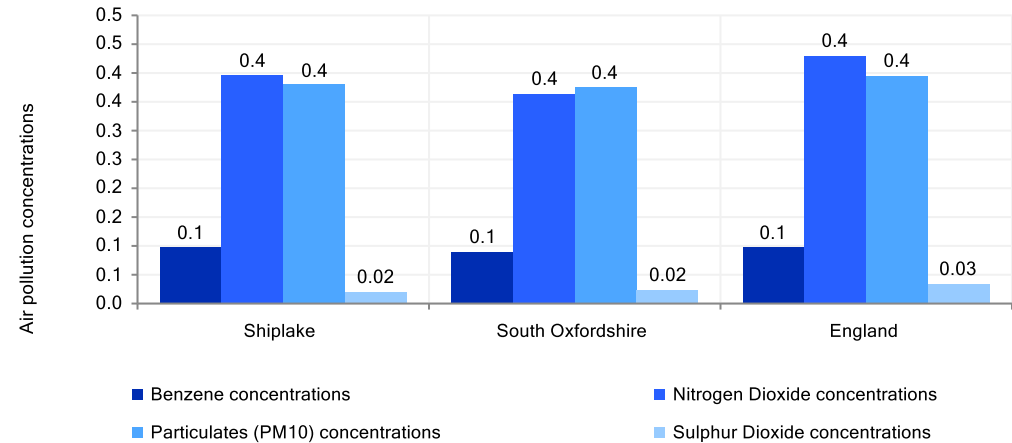 Air pollution concentrations
0.5
0.5
0.4
0.4
0.3
0.3
0.2
0.2
0.1
0.1
0.0
0.1
0.4
0.4
0.02
0.1
0.4
0.4
0.02
0.1
0.4
0.4
0.03
Shiplake
South Oxfordshire
England
Benzene concentrations
Nitrogen Dioxide concentrations
Particulates (PM10) concentrations
Sulphur Dioxide concentrations